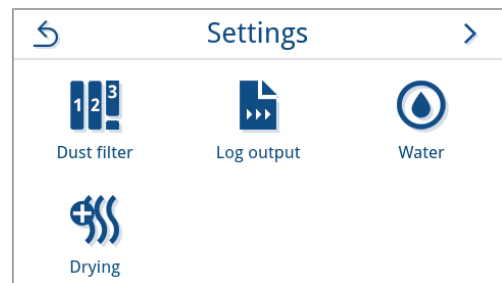 Settings
1 2 3
Dust filter
Log output
Water
Drying